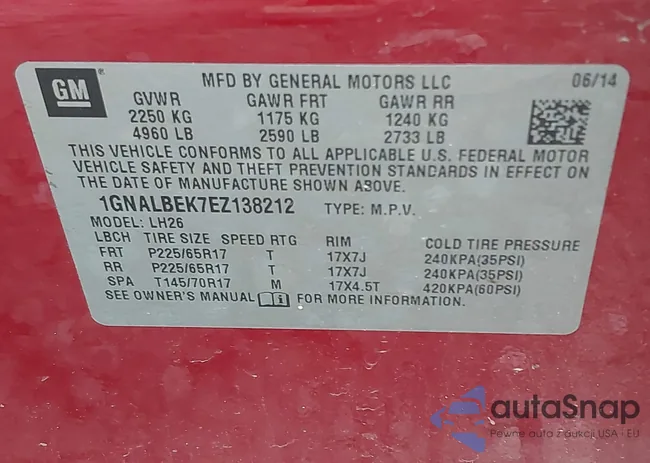 GM
MFD BY GENERAL MOTORS LLC 06/14
GVWR GAWR FRT GAWR RR
2250 KG 1175 KG 1240 KG
4960 LB 2590 LB 2733 LB
THIS VEHICLE CONFORMS TO ALL APPLICABLE U.S. FEDERAL MOTOR
VEHICLE SAFETY AND THEFT PREVENTION STANDARDS IN EFFECT ON
THE DATE OF MANUFACTURE SHOWN ABOVE.
1GNALBEK7EZ138212 TYPE: M.P.V.
MODEL: LH26
LBCH TIRE SIZE SPEED RTG RIM COLD TIRE PRESSURE
FRT P225/65R17 T 17X7J 240KPA(35PSI)
RR P225/65R17 T 17X7J 240KPA(35PSI)
SPA T145/70R17 M 17X4.5T 420KPA(60PSI)
SEE OWNER'S MANUAL FOR MORE INFORMATION.
autaSnap
Pewne auta z aukcji USA • EU